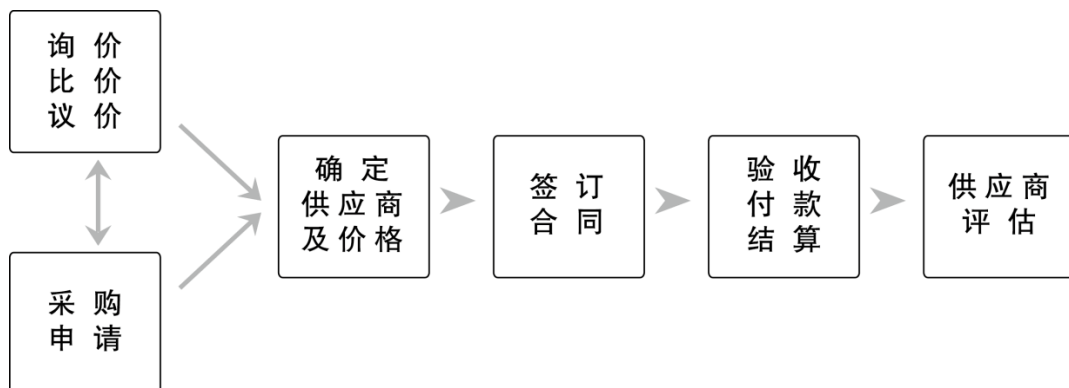 询价
比价
议价
采购
申请
确定
供应商
及价格
签订
合同
验收
付款
结算
供应商
评估